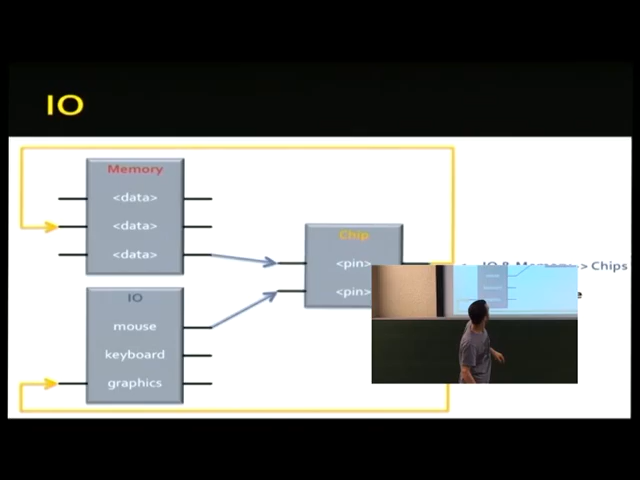 IO
Memory
<data>
<data>
<data>
IO
mouse
keyboard
graphics
Chip
<pin>
<pin>
IO & Memory > Chips